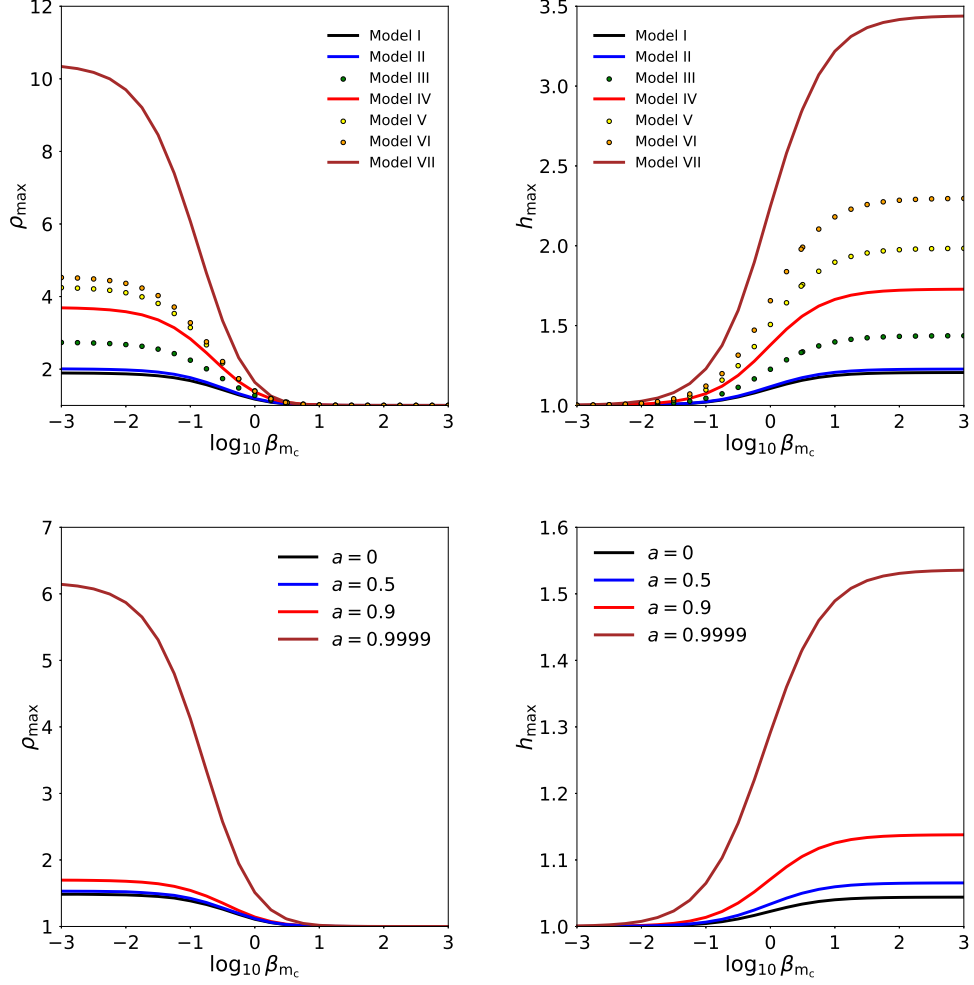 12
10
8
6
4
2
ρmax
−3 −2 −1 0 1 2 3
log10 βmc
Model I
Model II
Model III
Model IV
Model V
Model VI
Model VII
3.5
3.0
2.5
2.0
1.5
1.0
hmax
−3 −2 −1 0 1 2 3
log10 βmc
Model I
Model II
Model III
Model IV
Model V
Model VI
Model VII
7
6
5
4
3
2
1
ρmax
−3 −2 −1 0 1 2 3
log10 βmc
a = 0
a = 0.5
a = 0.9
a = 0.9999
1.6
1.5
1.4
1.3
1.2
1.1
1.0
hmax
−3 −2 −1 0 1 2 3
log10 βmc
a = 0
a = 0.5
a = 0.9
a = 0.9999